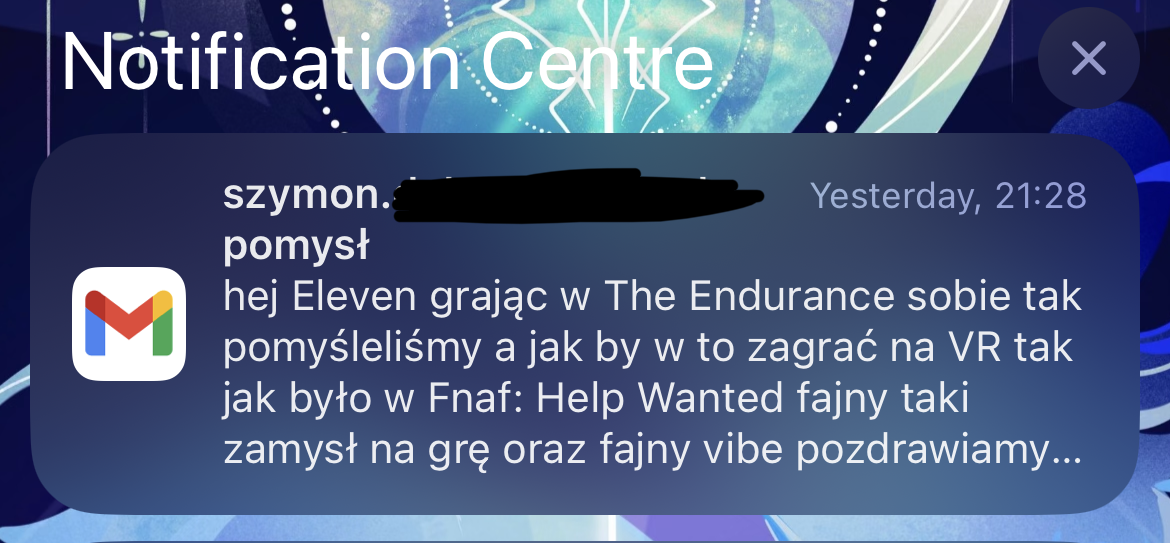 Notification Centre
szymon.
Yesterday, 21:28
pomysł
hej Eleven grając w The Endurance sobie tak
pomyśleliśmy a jak by w to zagrać na VR tak
jak było w Fnaf: Help Wanted fajny taki
zamysł na grę oraz fajny vibe pozdrawiamy...